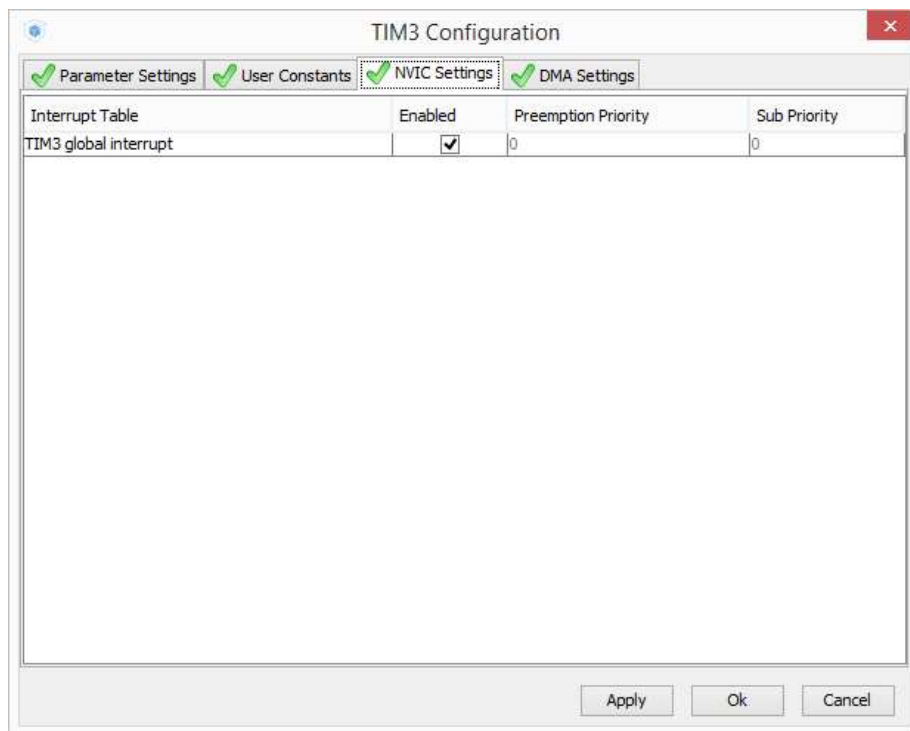 TIM3 Configuration
Parameter Settings User Constants NVIC Settings DMA Settings
Interrupt Table Enabled Preemption Priority Sub Priority
TIM3 global interrupt 0 0
Apply Ok Cancel